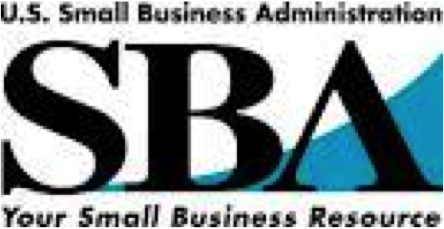 U.S. Small Business Administration
SBA
Your Small Business Resource